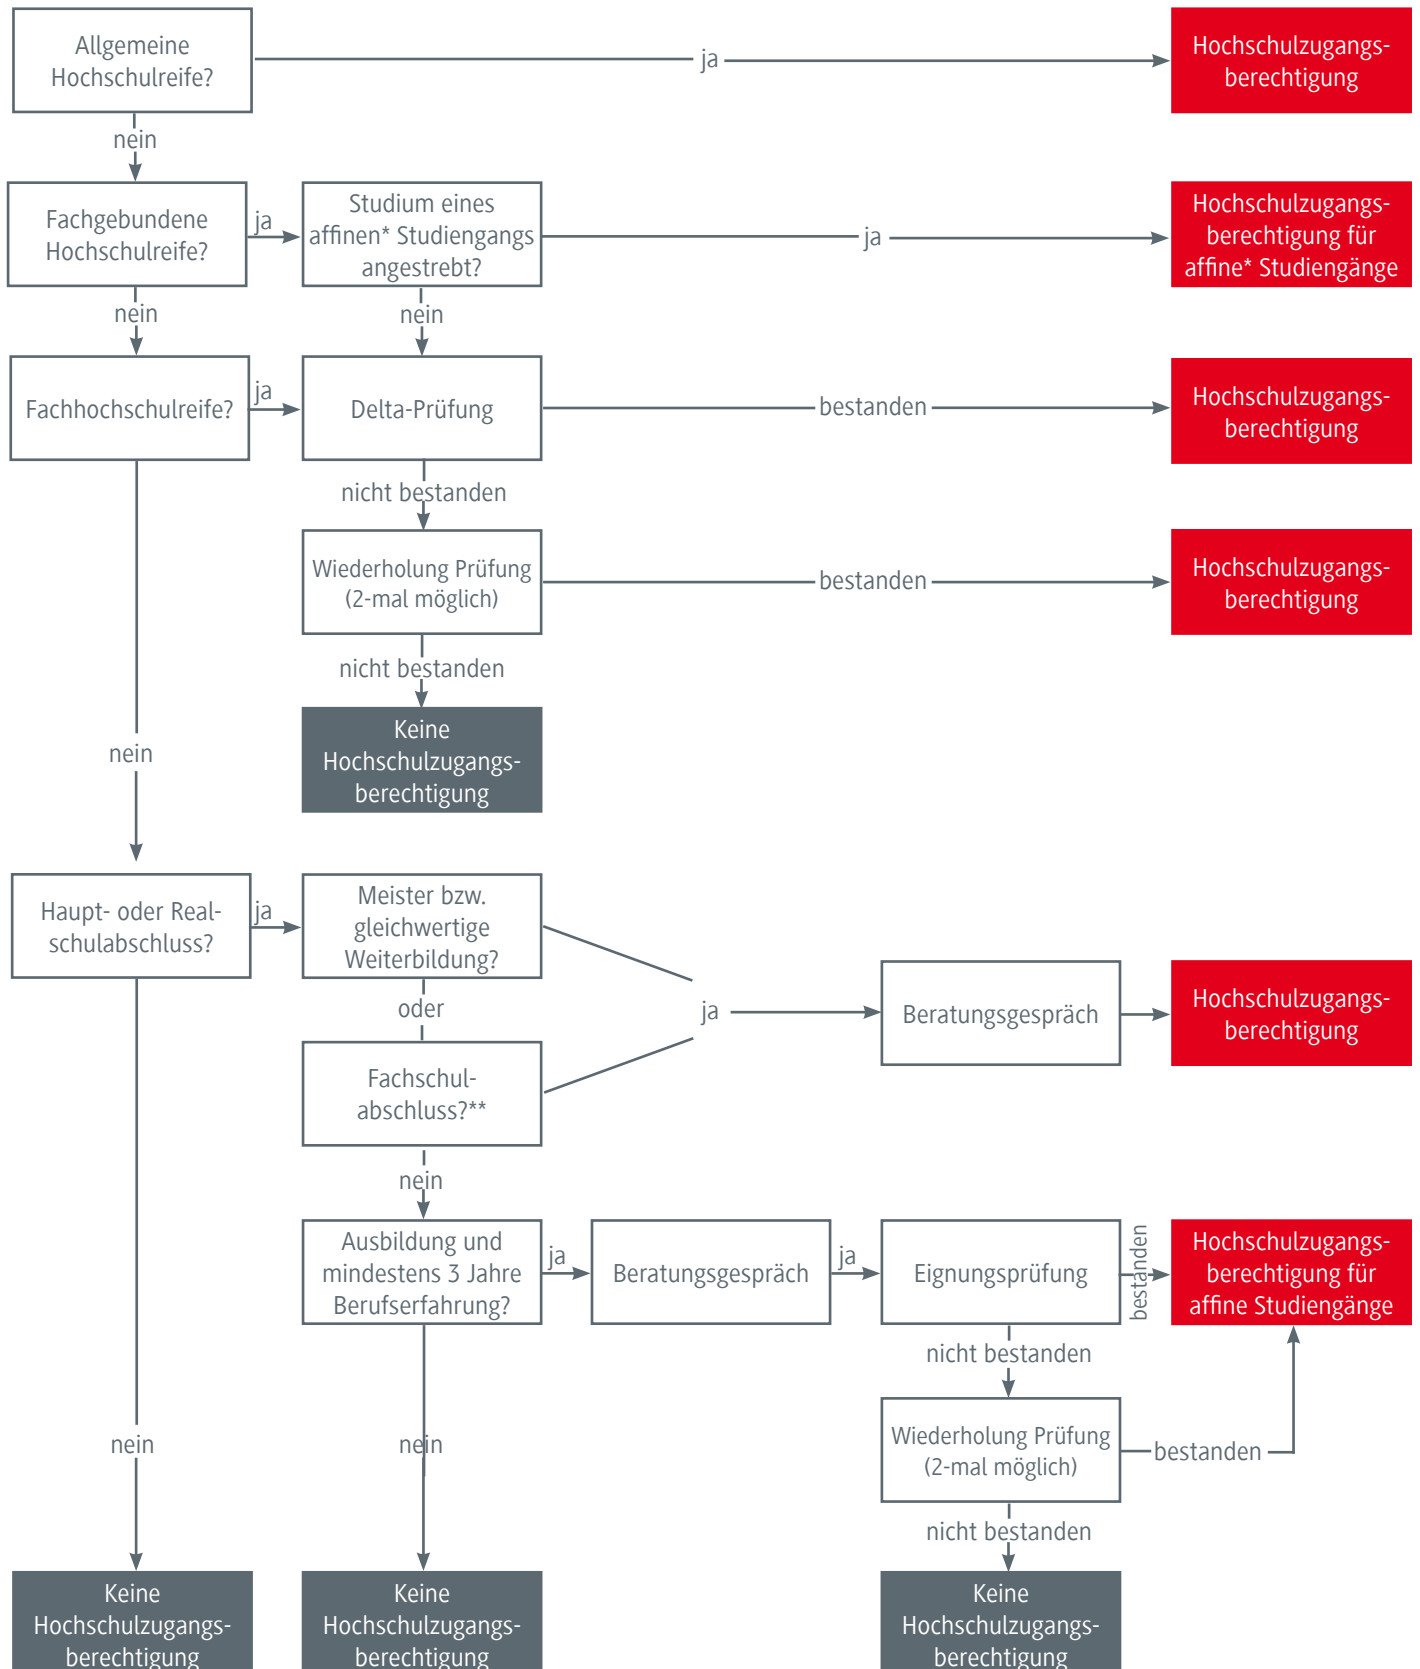 Allgemeine
Hochschulreife?
ja
Hochschulzugangs-
berechtigung
nein
Fachgebundene
Hochschulreife?
ja
Studium eines
affinen* Studiengangs
angestrebt?
ja
Hochschulzugangs-
berechtigung für
affine* Studiengänge
nein
nein
Fachhochschulreife?
ja
Delta-Prüfung
bestanden
Hochschulzugangs-
berechtigung
nicht bestanden
Wiederholung Prüfung
(2-mal möglich)
bestanden
Hochschulzugangs-
berechtigung
nicht bestanden
Keine
Hochschulzugangs-
berechtigung
nein
Haupt- oder Real-
schulabschluss?
ja
Meister bzw.
gleichwertige
Weiterbildung?
oder
Fachschul-
abschluss?**
ja
Beratungsgespräch
Hochschulzugangs-
berechtigung
nein
Ausbildung und
mindestens 3 Jahre
Berufserfahrung?
ja
Beratungsgespräch
ja
Eignungsprüfung
bestanden
Hochschulzugangs-
berechtigung für
affine Studiengänge
nicht bestanden
Wiederholung Prüfung
(2-mal möglich)
bestanden
nein
nein
nicht bestanden
Keine
Hochschulzugangs-
berechtigung
Keine
Hochschulzugangs-
berechtigung
Keine
Hochschulzugangs-
berechtigung